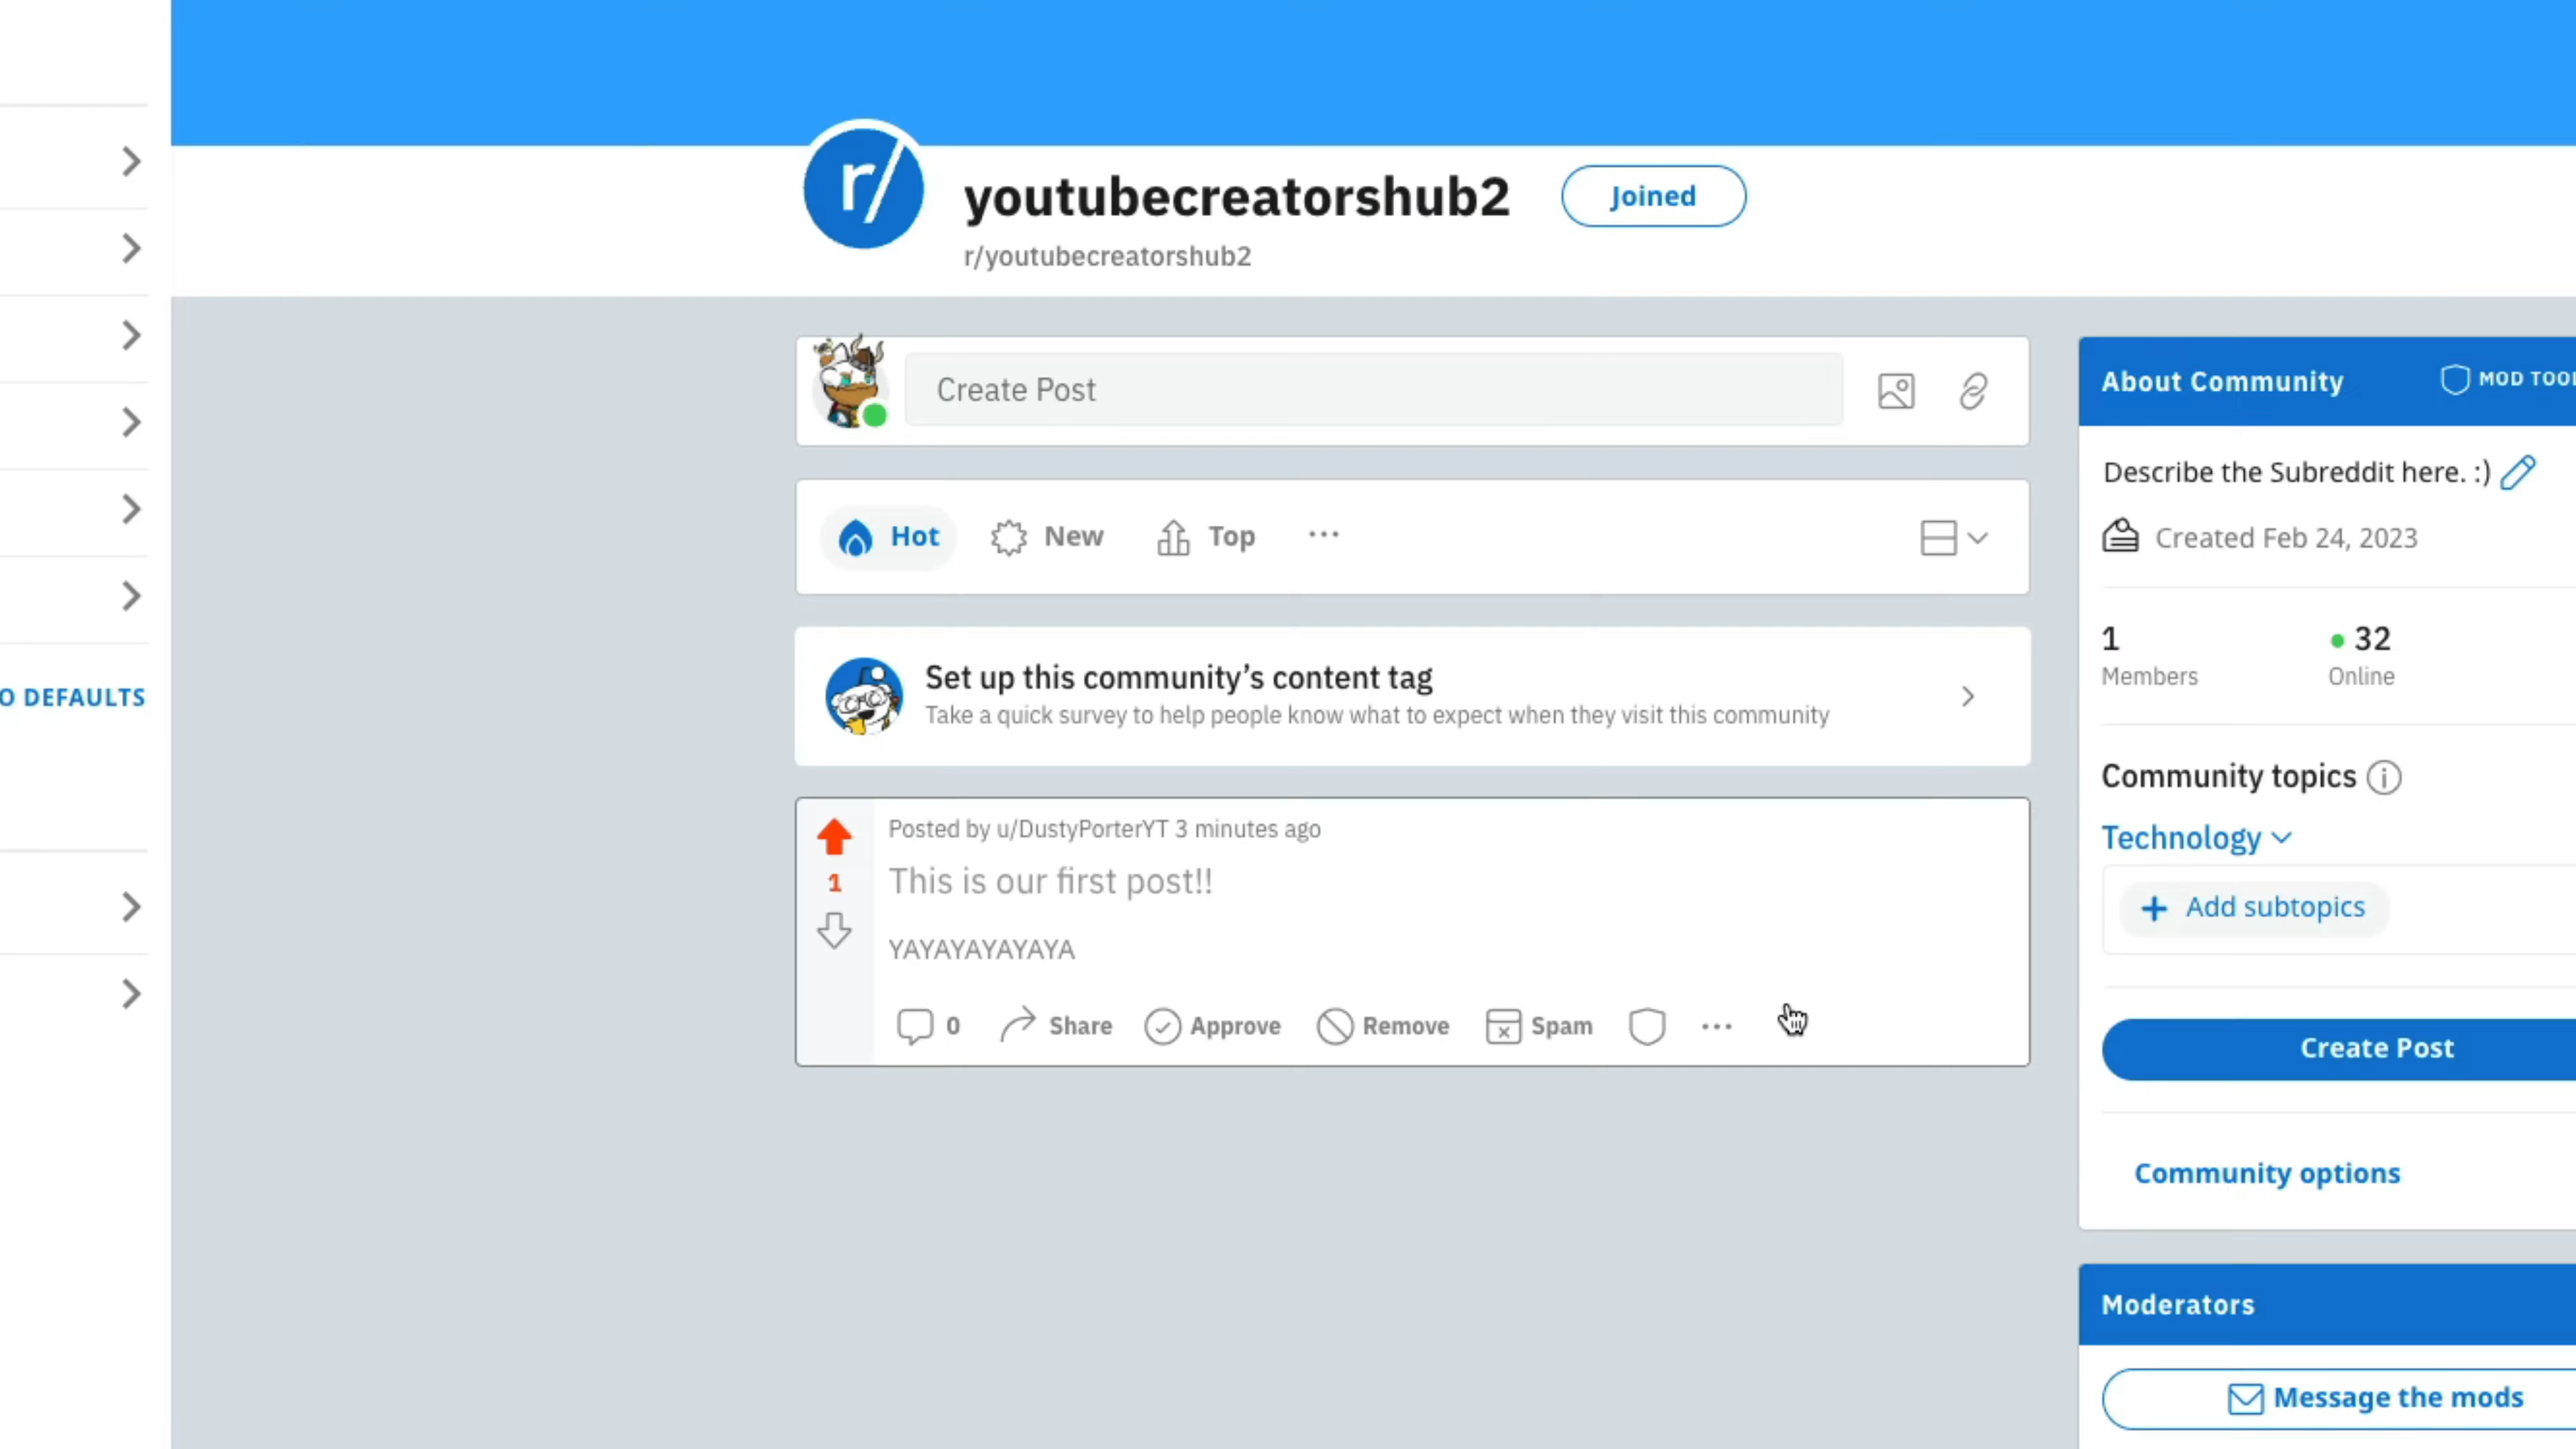 r/
youtubecreatorshub2
Joined
r/youtubecreatorshub2
Create Post
Hot
New
Top
Set up this community’s content tag
Take a quick survey to help people know what to expect when they visit this community
Posted by u/DustyPorterYT 3 minutes ago
1
This is our first post!!
YAYAYAYAYAYA
0
Share
Approve
Remove
Spam
O DEFAULTS
About Community
MOD TOOL
Describe the Subreddit here. :)
Created Feb 24, 2023
1
32
Members
Online
Community topics
Technology
+ Add subtopics
Create Post
Community options
Moderators
Message the mods